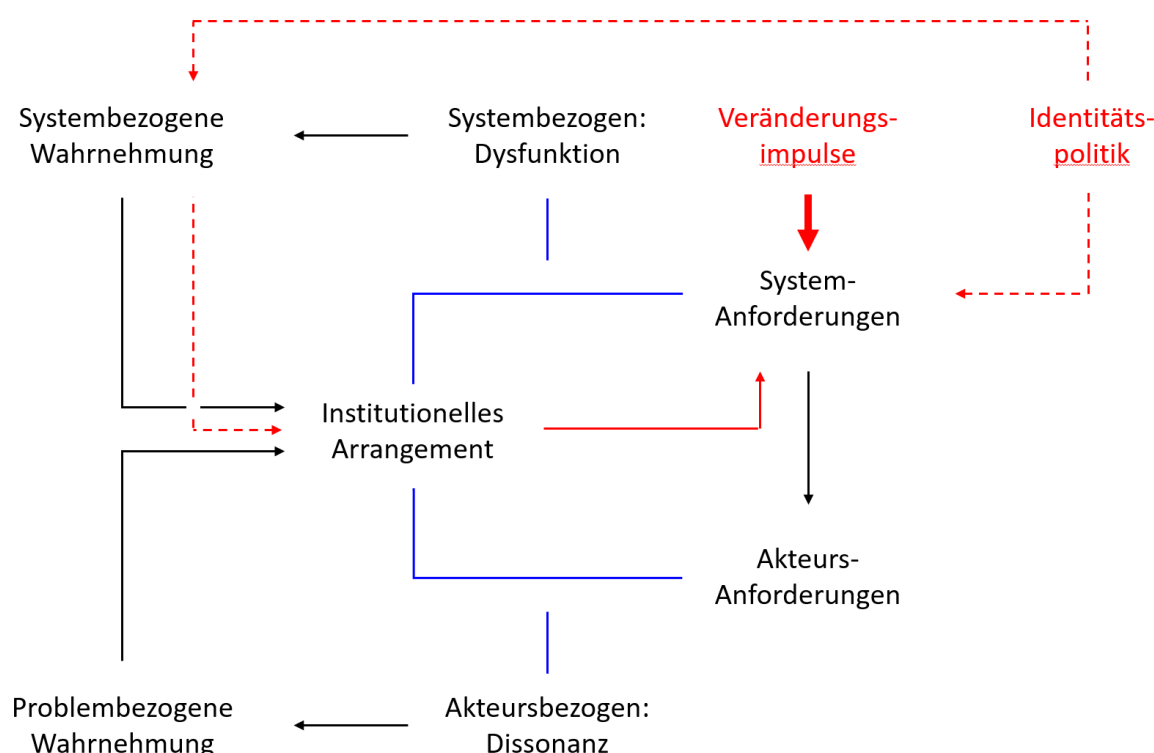 Systembezogene
Wahrnehmung
Systembezogen:
Dysfunktion
Veränderungs-
impulse
Identitäts-
politik
System-
Anforderungen
Institutionelles
Arrangement
Akteurs-
Anforderungen
Problembezogene
Wahrnehmung
Akteursbezogen:
Dissonanz